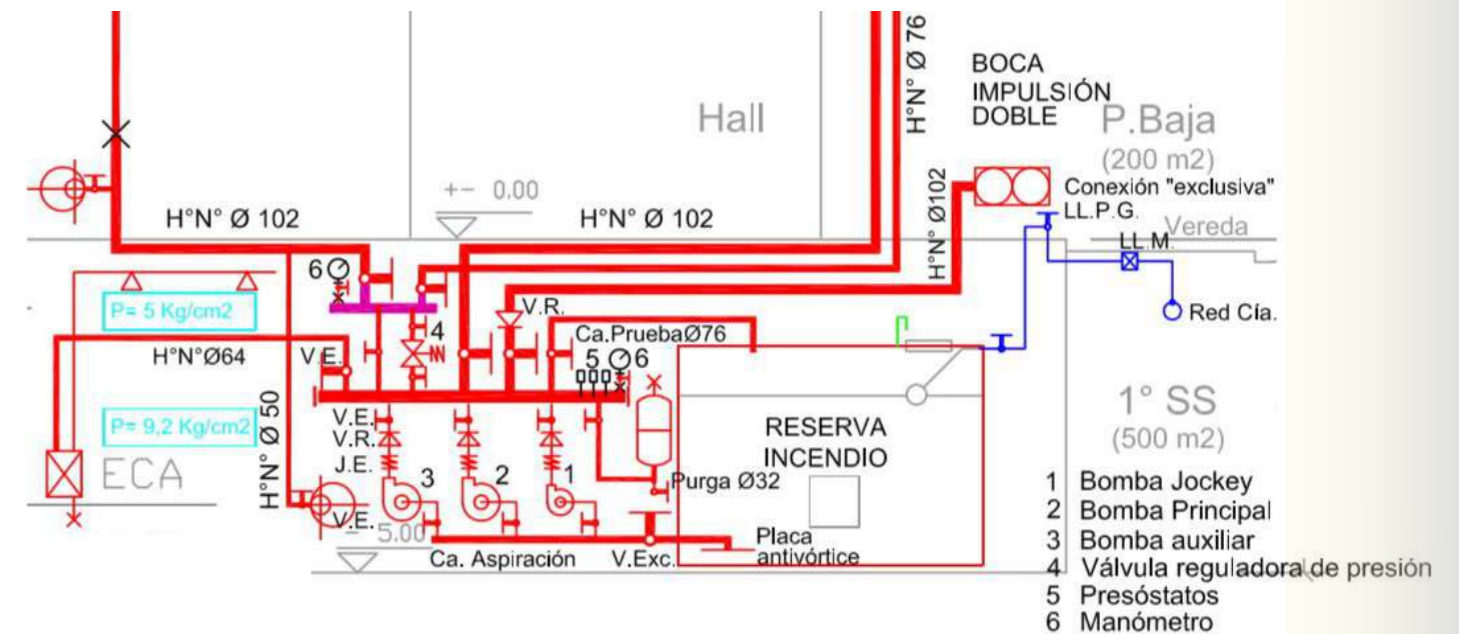 H°N° Ø 76
BOCA
IMPULSIÓN
DOBLE
Hall
P.Baja
(200 m2)
+- 0.00
Conexión "exclusiva"
LL.P.G.
Vereda
LL.M.
H°N° Ø 102
H°N° Ø 102
H°N° Ø102
6
P= 5 Kg/cm2
V.R.
Red Cía.
4
Ca.PruebaØ76
H°N°Ø64
V.E.
5
6
H°N° Ø 50
P= 9,2 Kg/cm2
V.E.
V.R.
J.E.
ECA
3
2
1
RESERVA
INCENDIO
1° SS
(500 m2)
Purga Ø32
V.E.
- 5.00
Ca. Aspiración
V.Exc.
Placa
antivórtice
1 Bomba Jockey
2 Bomba Principal
3 Bomba auxiliar
4 Válvula reguladora de presión
5 Presóstatos
6 Manómetro